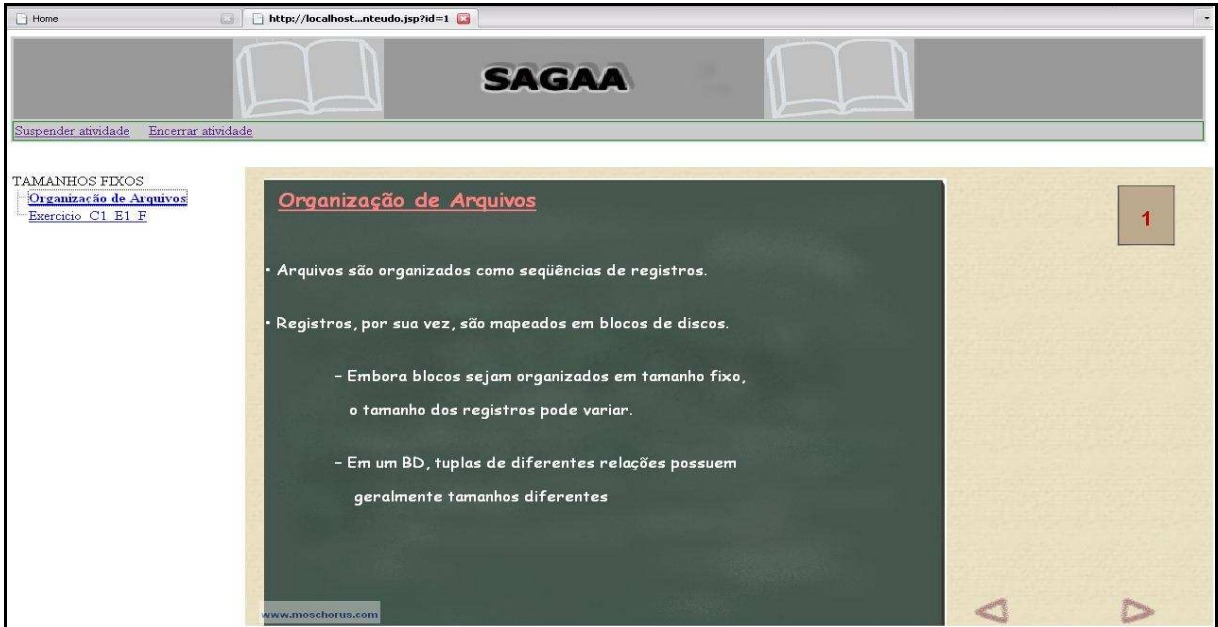 Home
http://localhost...nteudo.jsp?id=1
SAGAA
Suspender atividade Encerrar atividade
TAMANHOS FIXOS
Organização de Arquivos
Exercicio_C1_E1_F
Organização de Arquivos
1
• Arquivos são organizados como seqüências de registros.
• Registros, por sua vez, são mapeados em blocos de discos.
– Embora blocos sejam organizados em tamanho fixo,
o tamanho dos registros pode variar.
– Em um BD, tuplas de diferentes relações possuem
geralmente tamanhos diferentes
www.moschorus.com